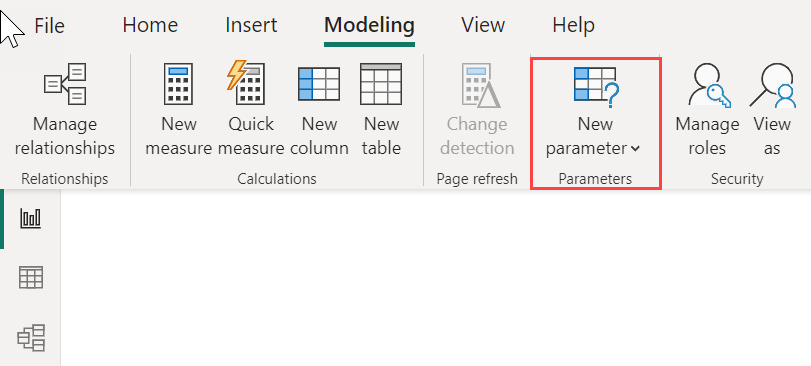 File Home Insert Modeling View Help
Manage relationships
New measure
Quick measure
New column
New table
Change detection
New parameter
Manage roles
View as
Relationships
Calculations
Page refresh
Parameters
Security